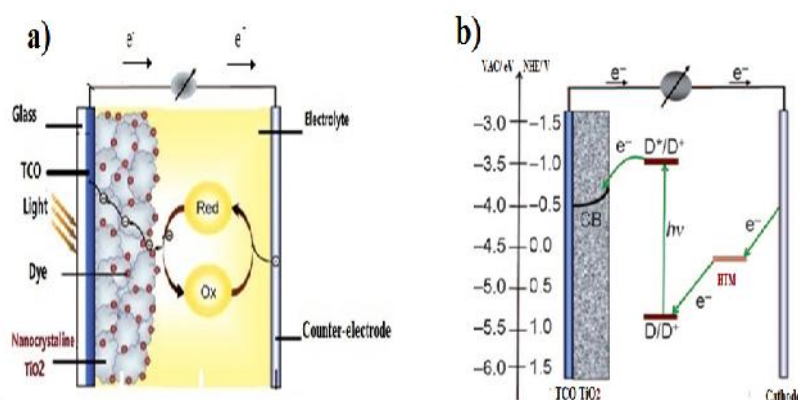 a)
e⁻
e⁻
Glass
TCO
Light
Dye
Nanocrystaline
TiO2
Electrolyte
Red
Ox
Counter-electrode
b)
VAC/ eV
NHE/ V
e⁻
e⁻
−3.0
−1.5
−3.5
−1.0
−4.0
−0.5
−4.5
0.0
−5.0
0.5
−5.5
1.0
−6.0
1.5
e⁻
D*/D⁺
CB
hν
e⁻
HTM
e⁻
D/D⁺
TCO TiO2
Cathode